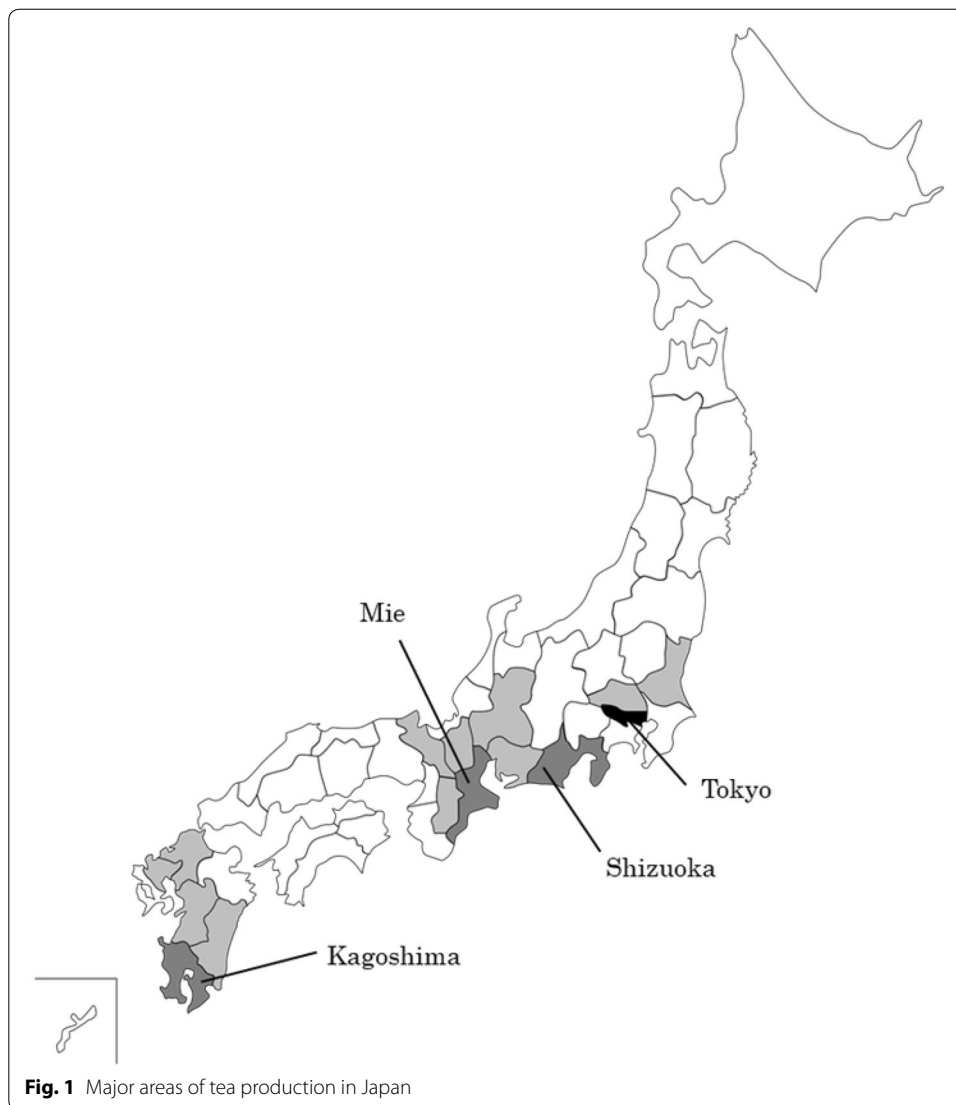 Mie
Tokyo
Shizuoka
Kagoshima
Fig. 1 Major areas of tea production in Japan